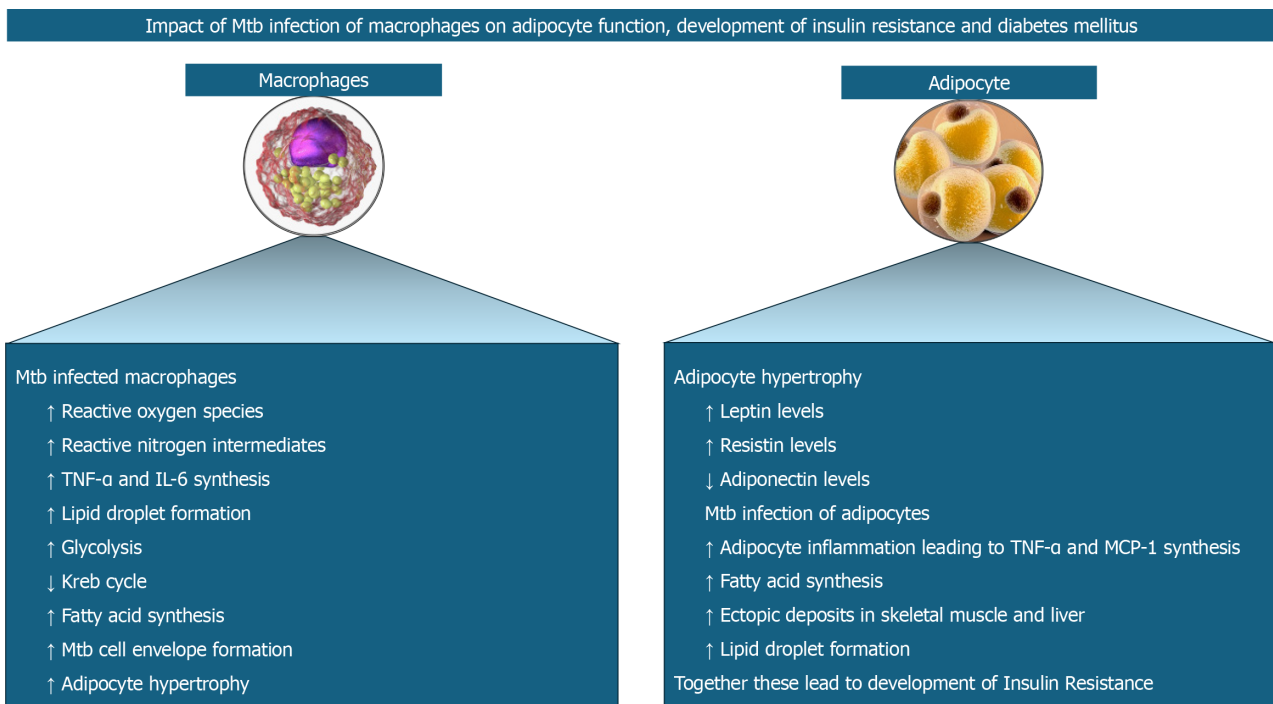 Impact of Mtb infection of macrophages on adipocyte function, development of insulin resistance and diabetes mellitus
Macrophages
Mtb infected macrophages
↑ Reactive oxygen species
↑ Reactive nitrogen intermediates
↑ TNF-α and IL-6 synthesis
↑ Lipid droplet formation
↑ Glycolysis
↓ Kreb cycle
↑ Fatty acid synthesis
↑ Mtb cell envelope formation
↑ Adipocyte hypertrophy
Adipocyte
Adipocyte hypertrophy
↑ Leptin levels
↑ Resistin levels
↓ Adiponectin levels
Mtb infection of adipocytes
↑ Adipocyte inflammation leading to TNF-α and MCP-1 synthesis
↑ Fatty acid synthesis
↑ Ectopic deposits in skeletal muscle and liver
↑ Lipid droplet formation
Together these lead to development of Insulin Resistance